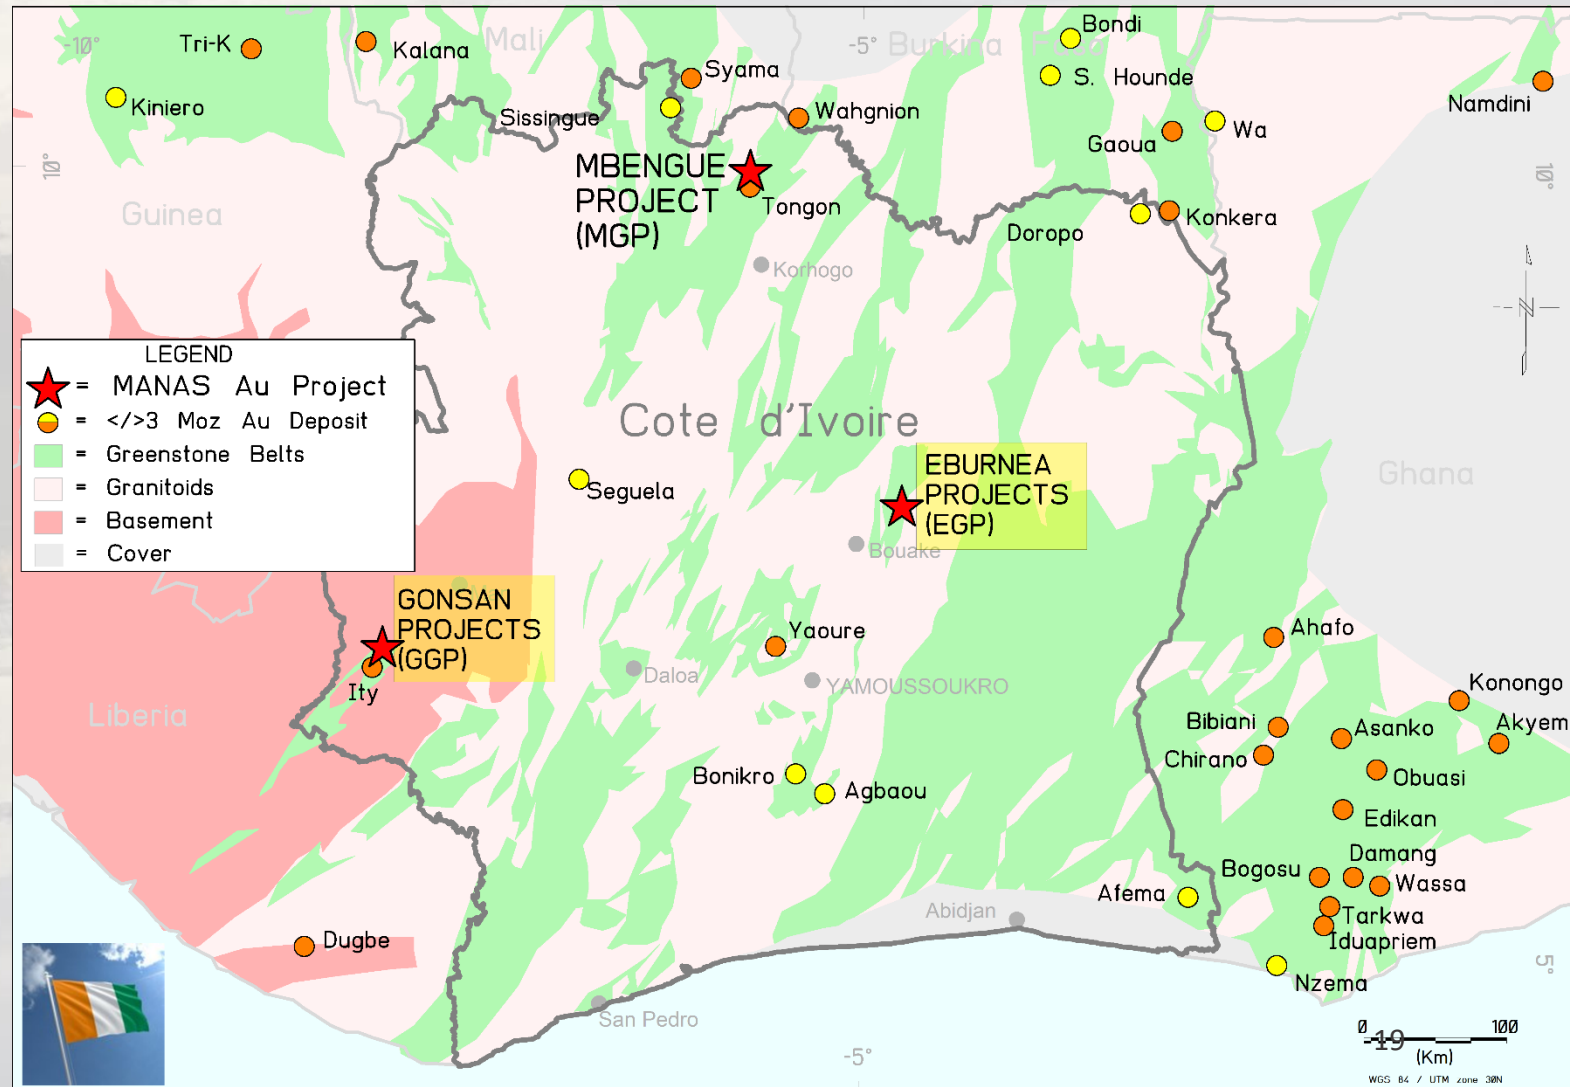 -10°
Mali
-5°
Burkina Faso
Bondi
Tri-K
Kalana
Syama
S. Hounde
Kiniero
Sissingue
Wahgnion
Gaoua
Wa
Namdini
10°
10°
MBENGUE
PROJECT
(MGP)
Tongon
Guinea
Doropo
Konkera
Korhogo
N
LEGEND
= MANAS Au Project
= </>3 Moz Au Deposit
= Greenstone Belts
= Granitoids
= Basement
= Cover
Cote d'Ivoire
Ghana
Seguela
EBURNEA
PROJECTS
(EGP)
Bouake
GONSAN
PROJECTS
(GGP)
Ity
Yaoure
Ahafo
Daloa
YAMOUSSOUKRO
Liberia
Konongo
Bibiani
Asanko
Akyem
Chirano
Obuasi
Bonikro
Agbaou
Edikan
Damang
Bogosu
Wassa
Afema
Abidjan
Tarkwa
Iduapriem
Dugbe
5°
Nzema
San Pedro
0 100
19
(Km)
-5°
WGS 84 / UTM zone 30N